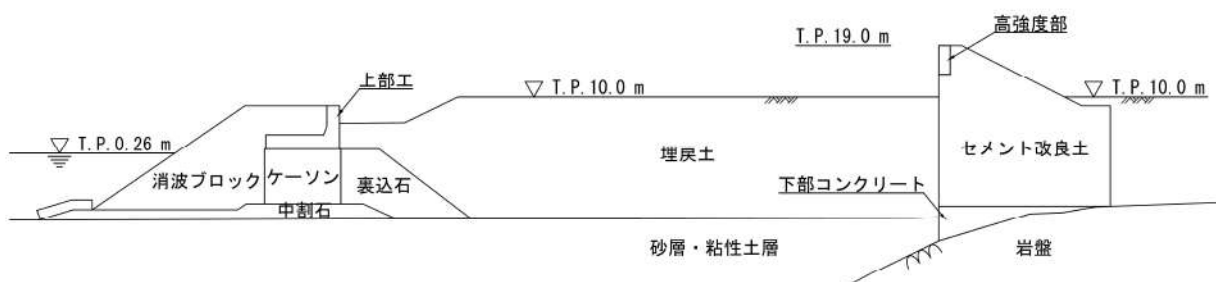 高強度部
T.P.19.0 m
上部工
T.P.10.0 m
T.P.10.0 m
T.P.0.26 m
埋戻土
セメント改良土
消波ブロック
ケーソン
裏込石
下部コンクリート
中割石
砂層・粘性土層
岩盤